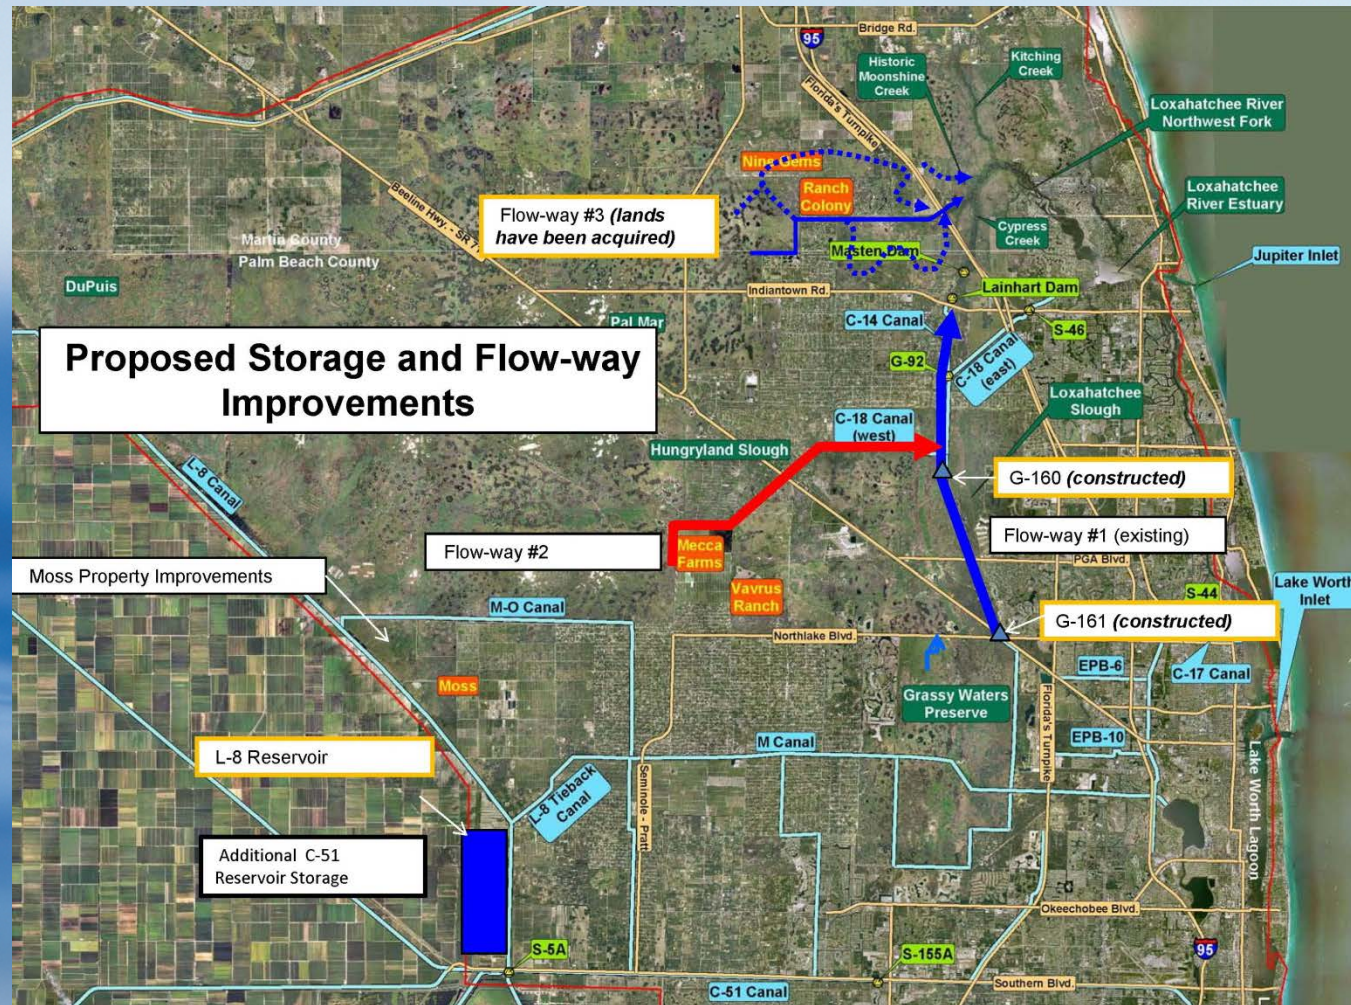 Bridge Rd.
95
Historic
Moonshine
Creek
Kitching
Creek
Florida's Turnpike
Loxahatchee River
Northwest Fork
Nine Gems
Ranch
Colony
Beeline Hwy. - SR 7
Flow-way #3 (lands
have been acquired)
Loxahatchee
River Estuary
Cypress
Creek
Martin County
Palm Beach County
Masten Dam
Jupiter Inlet
DuPuis
Indiantown Rd.
Lainhart Dam
Pal Mar
C-14 Canal
S-46
Proposed Storage and Flow-way
Improvements
G-92
C-18 Canal
(east)
Loxahatchee
Slough
C-18 Canal
(west)
Hungryland Slough
L-8 Canal
G-160 (constructed)
Flow-way #1 (existing)
Flow-way #2
Mecca
Farms
PGA Blvd.
Moss Property Improvements
Vavrus
Ranch
S-44
Lake Worth
Inlet
M-O Canal
Northlake Blvd.
G-161 (constructed)
EPB-6
C-17 Canal
Moss
Grassy Waters
Preserve
Florida's Turnpike
L-8 Reservoir
M Canal
EPB-10
L-8 Tieback
Canal
Seminole - Pratt
Lake Worth Lagoon
Additional C-51
Reservoir Storage
Okeechobee Blvd.
S-5A
S-155A
95
Southern Blvd.
C-51 Canal